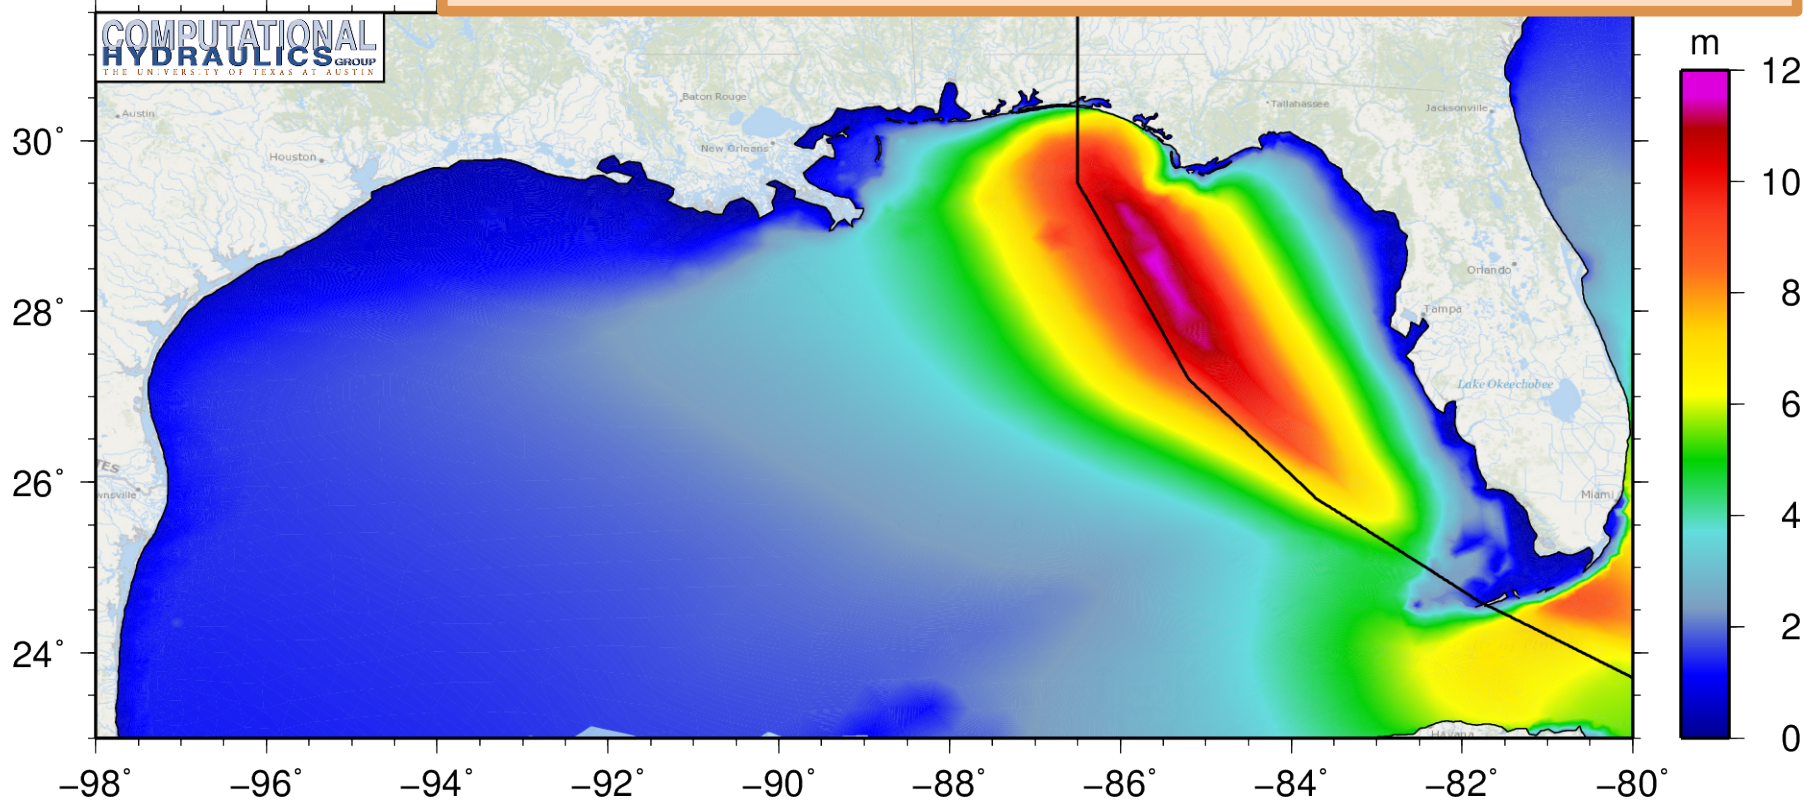 COMPUTATIONAL
HYDRAULICS GROUP
THE UNIVERSITY OF TEXAS AT AUSTIN
m
12
10
8
6
4
2
0
30°
28°
26°
24°
Austin
Houston
Baton Rouge
New Orleans
Tallahassee
Jacksonville
Orlando
Tampa
Lake Okeechobee
Miami
Havana
TES
wnsville
−98°
−96°
−94°
−92°
−90°
−88°
−86°
−84°
−82°
−80°